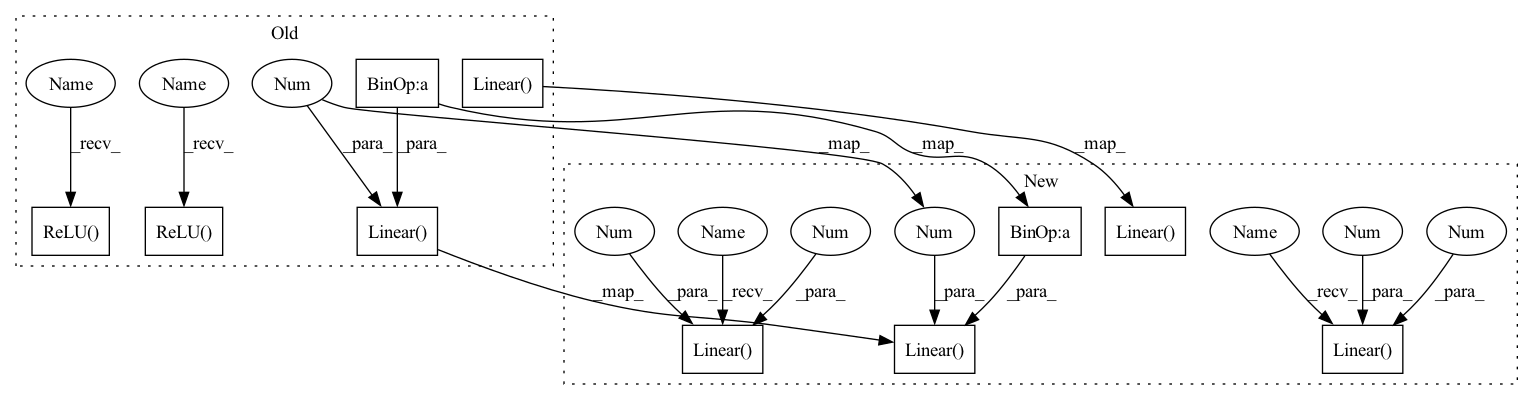 Old
Name Name Num BinOp:a Linear()
_recv_ _recv_ _para_ _para_ _map_ _map_ _map_
New
ReLU() ReLU() Linear() Num Name Num Num BinOp:a Linear() Name Num Num
_map_ _para_ _recv_ _para_ _para_ _para_ _recv_ _para_ _para_
Linear() Linear() Linear()